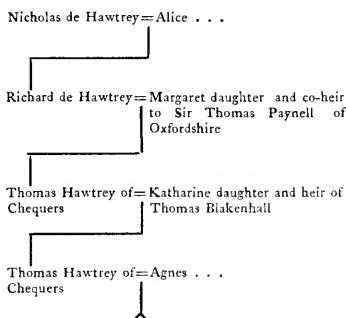 Nicholas de Hawtrey=Alice . . .
Richard de Hawtrey=Margaret daughter and co-heir
to Sir Thomas Paynell of
Oxfordshire
Thomas Hawtrey of=Katharine daughter and heir of
Chequers Thomas Blakenhall
Thomas Hawtrey of=Agnes . . .
Chequers